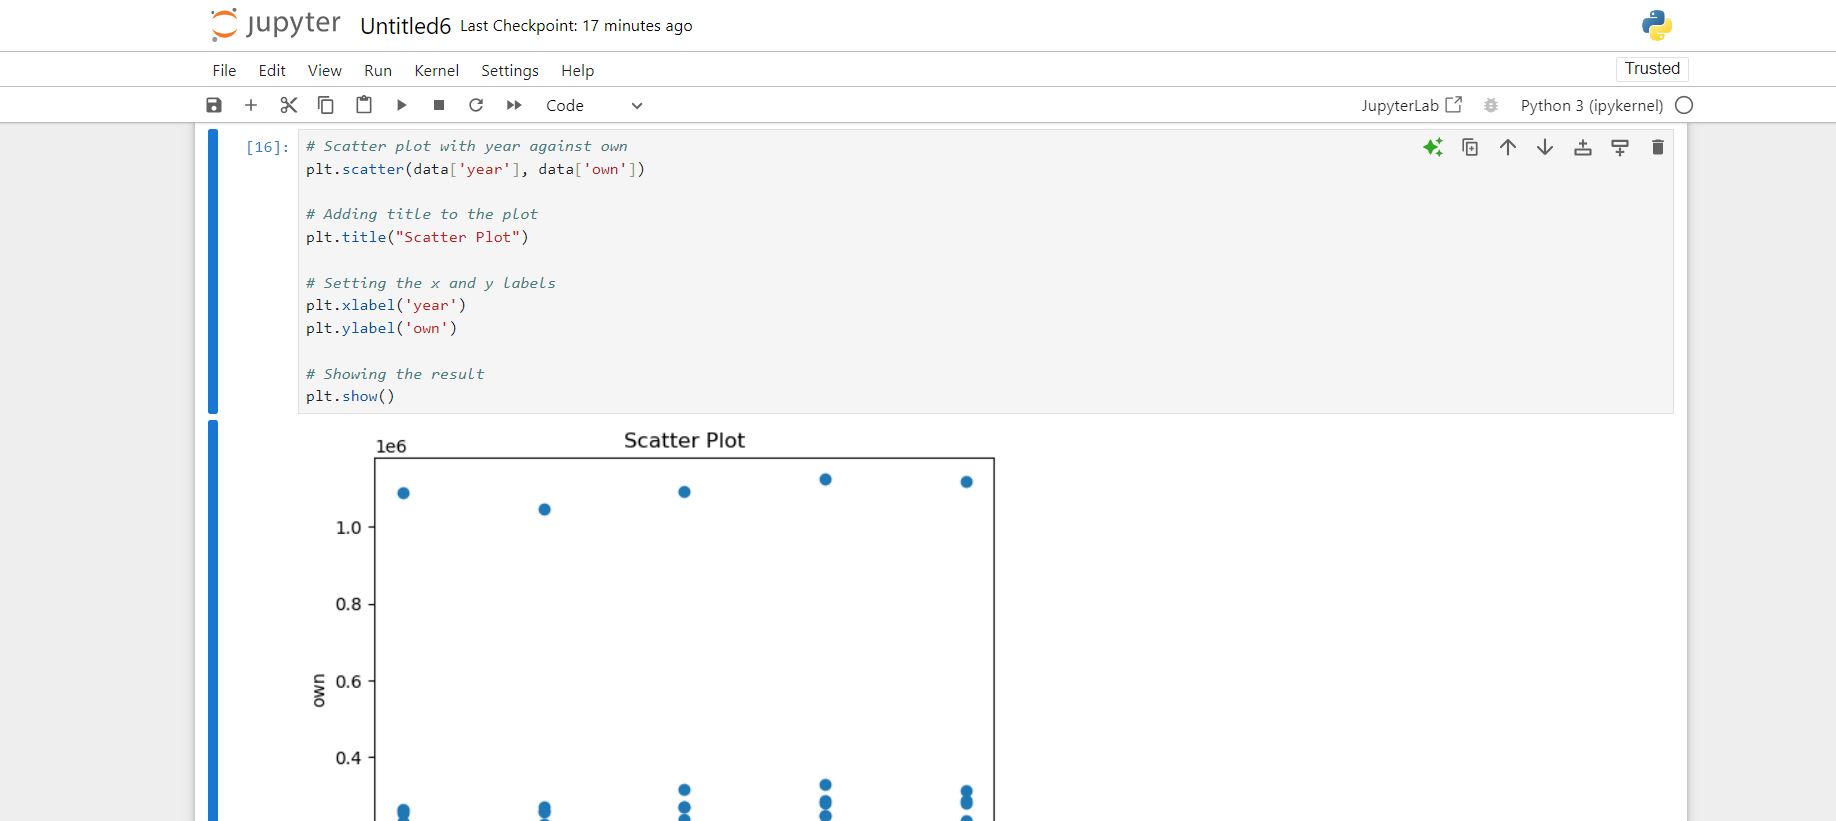 jupyter Untitled6 Last Checkpoint: 17 minutes ago
File Edit View Run Kernel Settings Help Trusted
Code JupyterLab Python 3 (ipykernel)
[16]: # Scatter plot with year against own
plt.scatter(data['year'], data['own'])
# Adding title to the plot
plt.title("Scatter Plot")
# Setting the x and y labels
plt.xlabel('year')
plt.ylabel('own')
# Showing the result
plt.show()
1e6 Scatter Plot
1.0
0.8
0.6
own
0.4